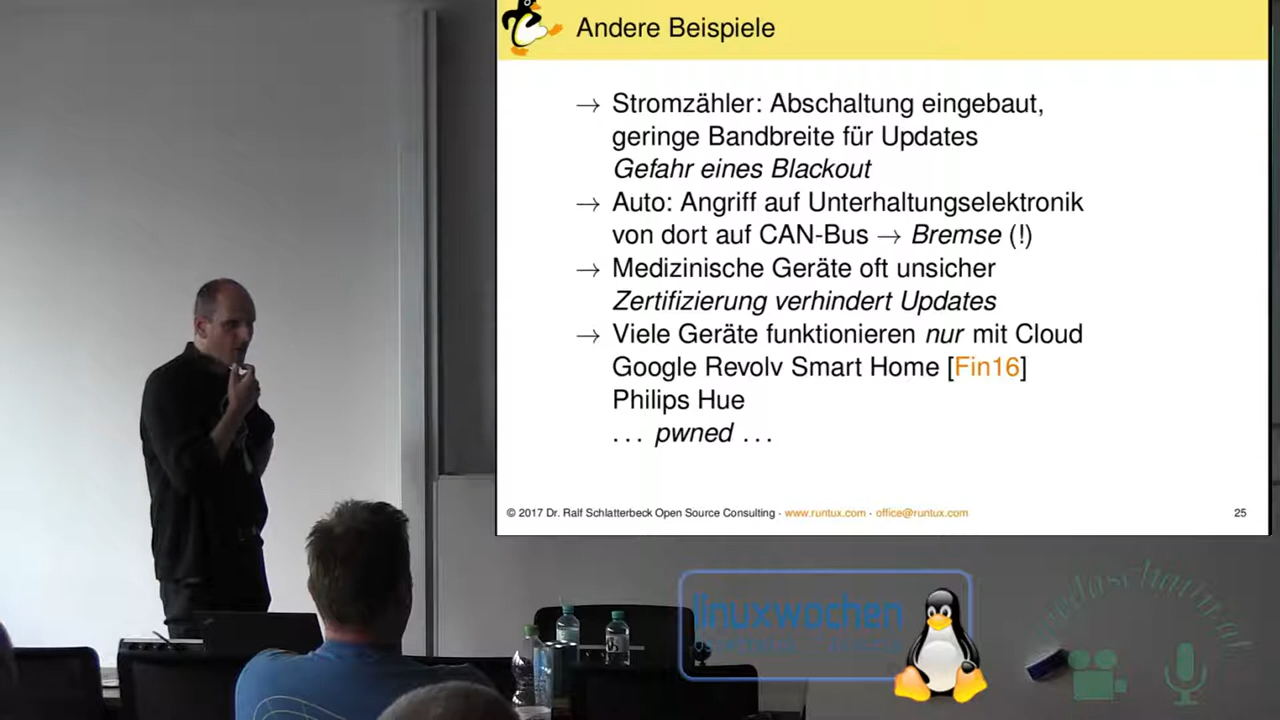 Andere Beispiele
→ Stromzähler: Abschaltung eingebaut,
geringe Bandbreite für Updates
Gefahr eines Blackout
→ Auto: Angriff auf Unterhaltungselektronik
von dort auf CAN-Bus → Bremse (!)
→ Medizinische Geräte oft unsicher
Zertifizierung verhindert Updates
→ Viele Geräte funktionieren nur mit Cloud
Google Revolv Smart Home [Fin16]
Philips Hue
... pwned ...
© 2017 Dr. Ralf Schlatterbeck Open Source Consulting · www.runtux.com · office@runtux.com
25
linuxwochen